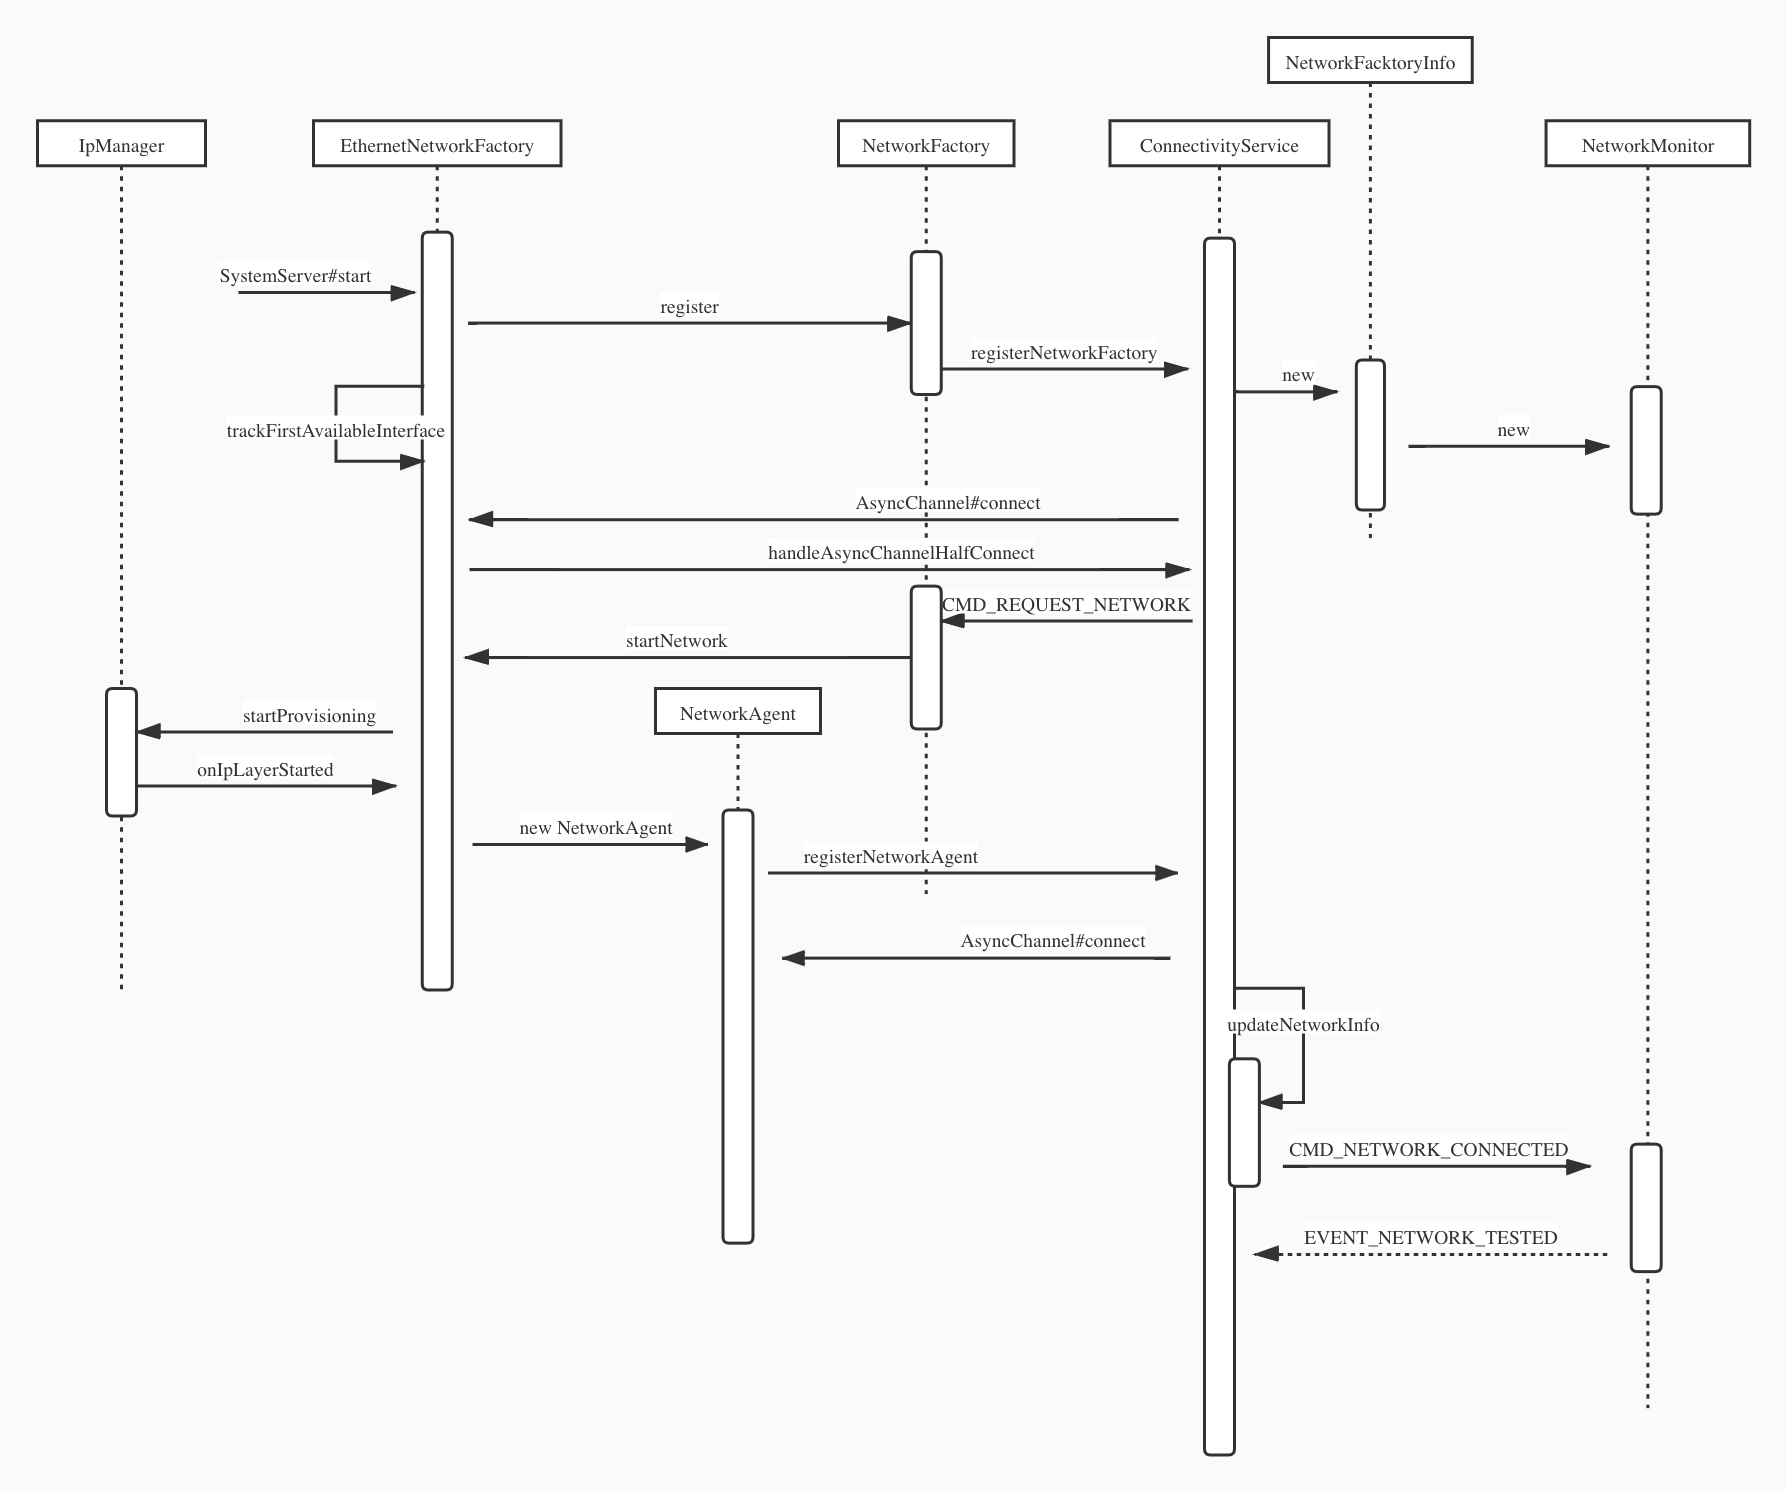 NetworkFacktoryInfo
IpManager
EthernetNetworkFactory
NetworkFactory
ConnectivityService
NetworkMonitor
SystemServer#start
register
registerNetworkFactory
new
trackFirstAvailableInterface
new
AsyncChannel#connect
handleAsyncChannelHalfConnect
CMD_REQUEST_NETWORK
startNetwork
NetworkAgent
startProvisioning
onIpLayerStarted
new NetworkAgent
registerNetworkAgent
AsyncChannel#connect
updateNetworkInfo
CMD_NETWORK_CONNECTED
EVENT_NETWORK_TESTED